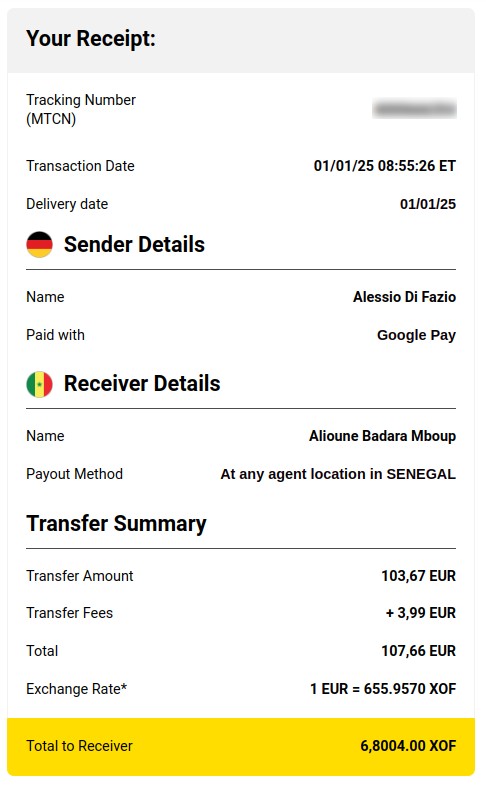 Your Receipt:
Tracking Number
(MTCN)
Transaction Date 01/01/25 08:55:26 ET
Delivery date 01/01/25
Sender Details
Name Alessio Di Fazio
Paid with Google Pay
Receiver Details
Name Alioune Badara Mboup
Payout Method At any agent location in SENEGAL
Transfer Summary
Transfer Amount 103,67 EUR
Transfer Fees + 3,99 EUR
Total 107,66 EUR
Exchange Rate* 1 EUR = 655.9570 XOF
Total to Receiver 6,8004.00 XOF